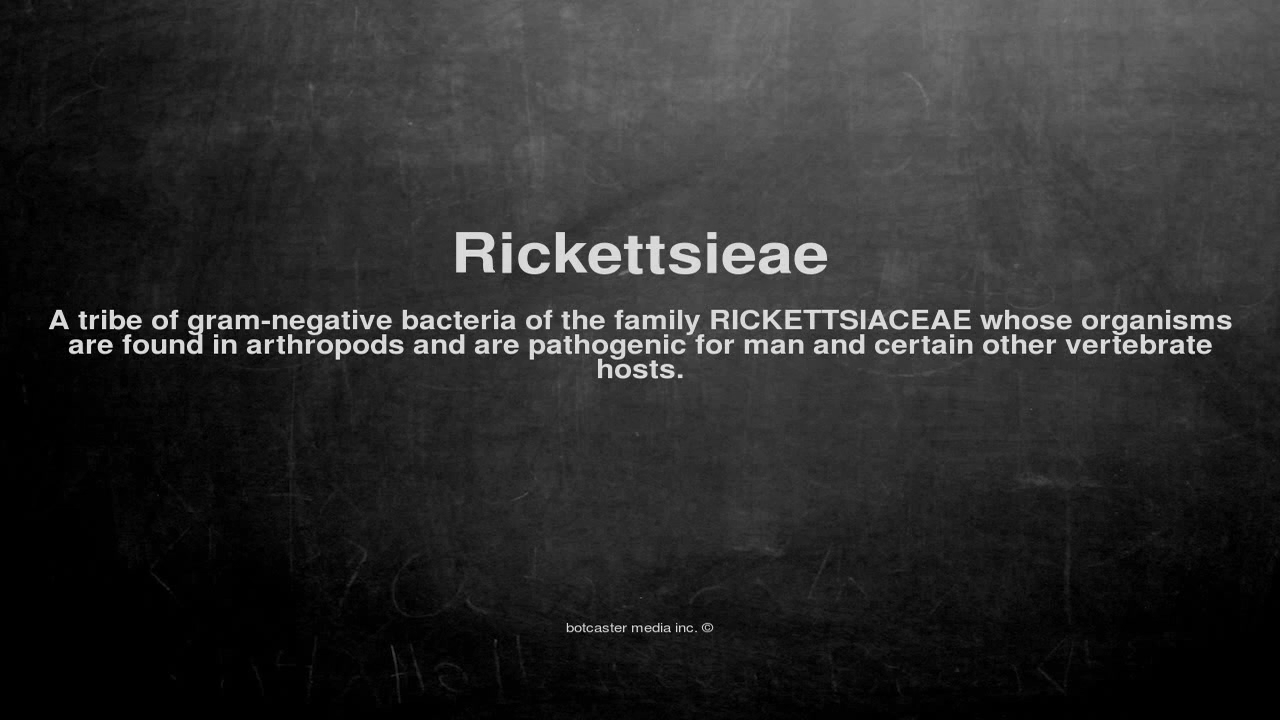 Rickettsieae
A tribe of gram-negative bacteria of the family RICKETTSIACEAE whose organisms
are found in arthropods and are pathogenic for man and certain other vertebrate
hosts.
botcaster media inc. ©